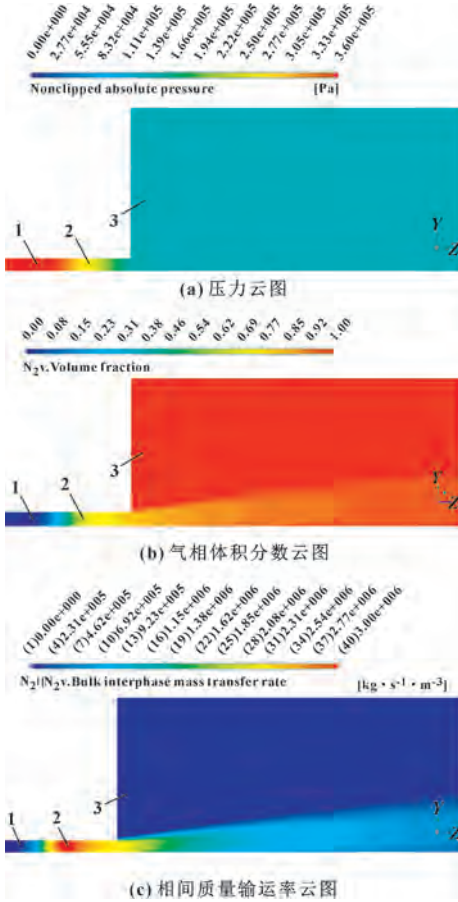 0.00e+000 2.77e+004 5.55e+004 8.32e+004 1.11e+005 1.39e+005 1.66e+005 1.94e+005 2.22e+005 2.50e+005 2.77e+005 3.05e+005 3.33e+005 3.60e+005
Nonclipped absolute pressure [Pa]
3
1 2
Y
Z
(a) 压力云图
0.00 0.08 0.15 0.23 0.31 0.38 0.46 0.54 0.62 0.69 0.77 0.85 0.92 1.00
N₂v.Volume fraction
3
1 2
Y
Z
(b) 气相体积分数云图
(1)0.00e+000 (4)2.31e+005 (7)4.62e+005 (10)6.92e+005 (13)9.23e+005 (16)1.15e+006 (19)1.38e+006 (22)1.62e+006 (25)1.85e+006 (28)2.08e+006 (31)2.31e+006 (34)2.54e+006 (37)2.77e+006 (40)3.00e+006
N₂l|N₂v.Bulk interphase mass transfer rate [kg·s⁻¹·m⁻³]
3
1 2
Y
Z
(c) 相间质量输运率云图